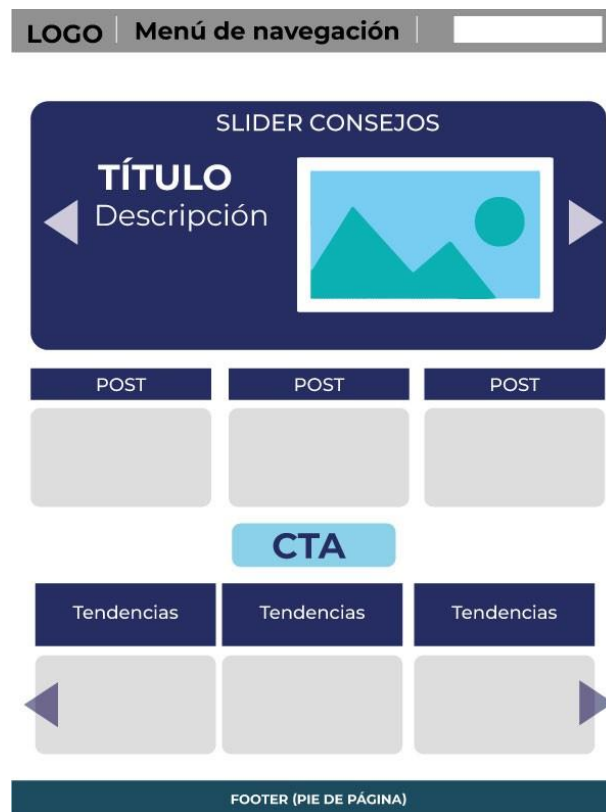 LOGO Menú de navegación
SLIDER CONSEJOS
TÍTULO
Descripción
POST POST POST
CTA
Tendencias Tendencias Tendencias
FOOTER (PIE DE PÁGINA)